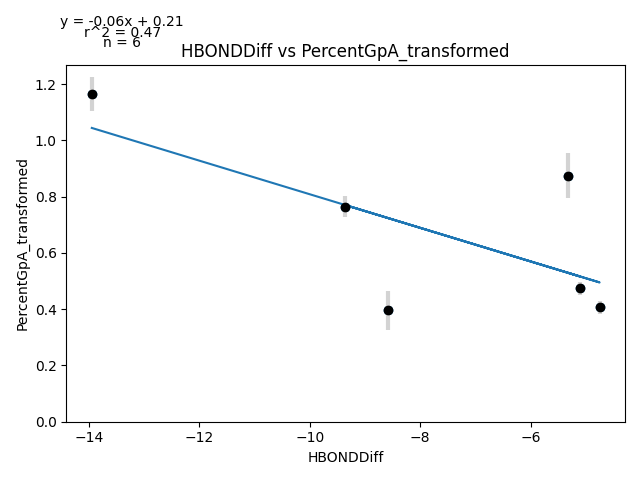 y = -0.06x + 0.21
r^2 = 0.47
n = 6
HBONDDiff vs PercentGpA_transformed
1.2
1.0
0.8
0.6
0.4
0.2
0.0
PercentGpA_transformed
−14
−12
−10
−8
−6
HBONDDiff